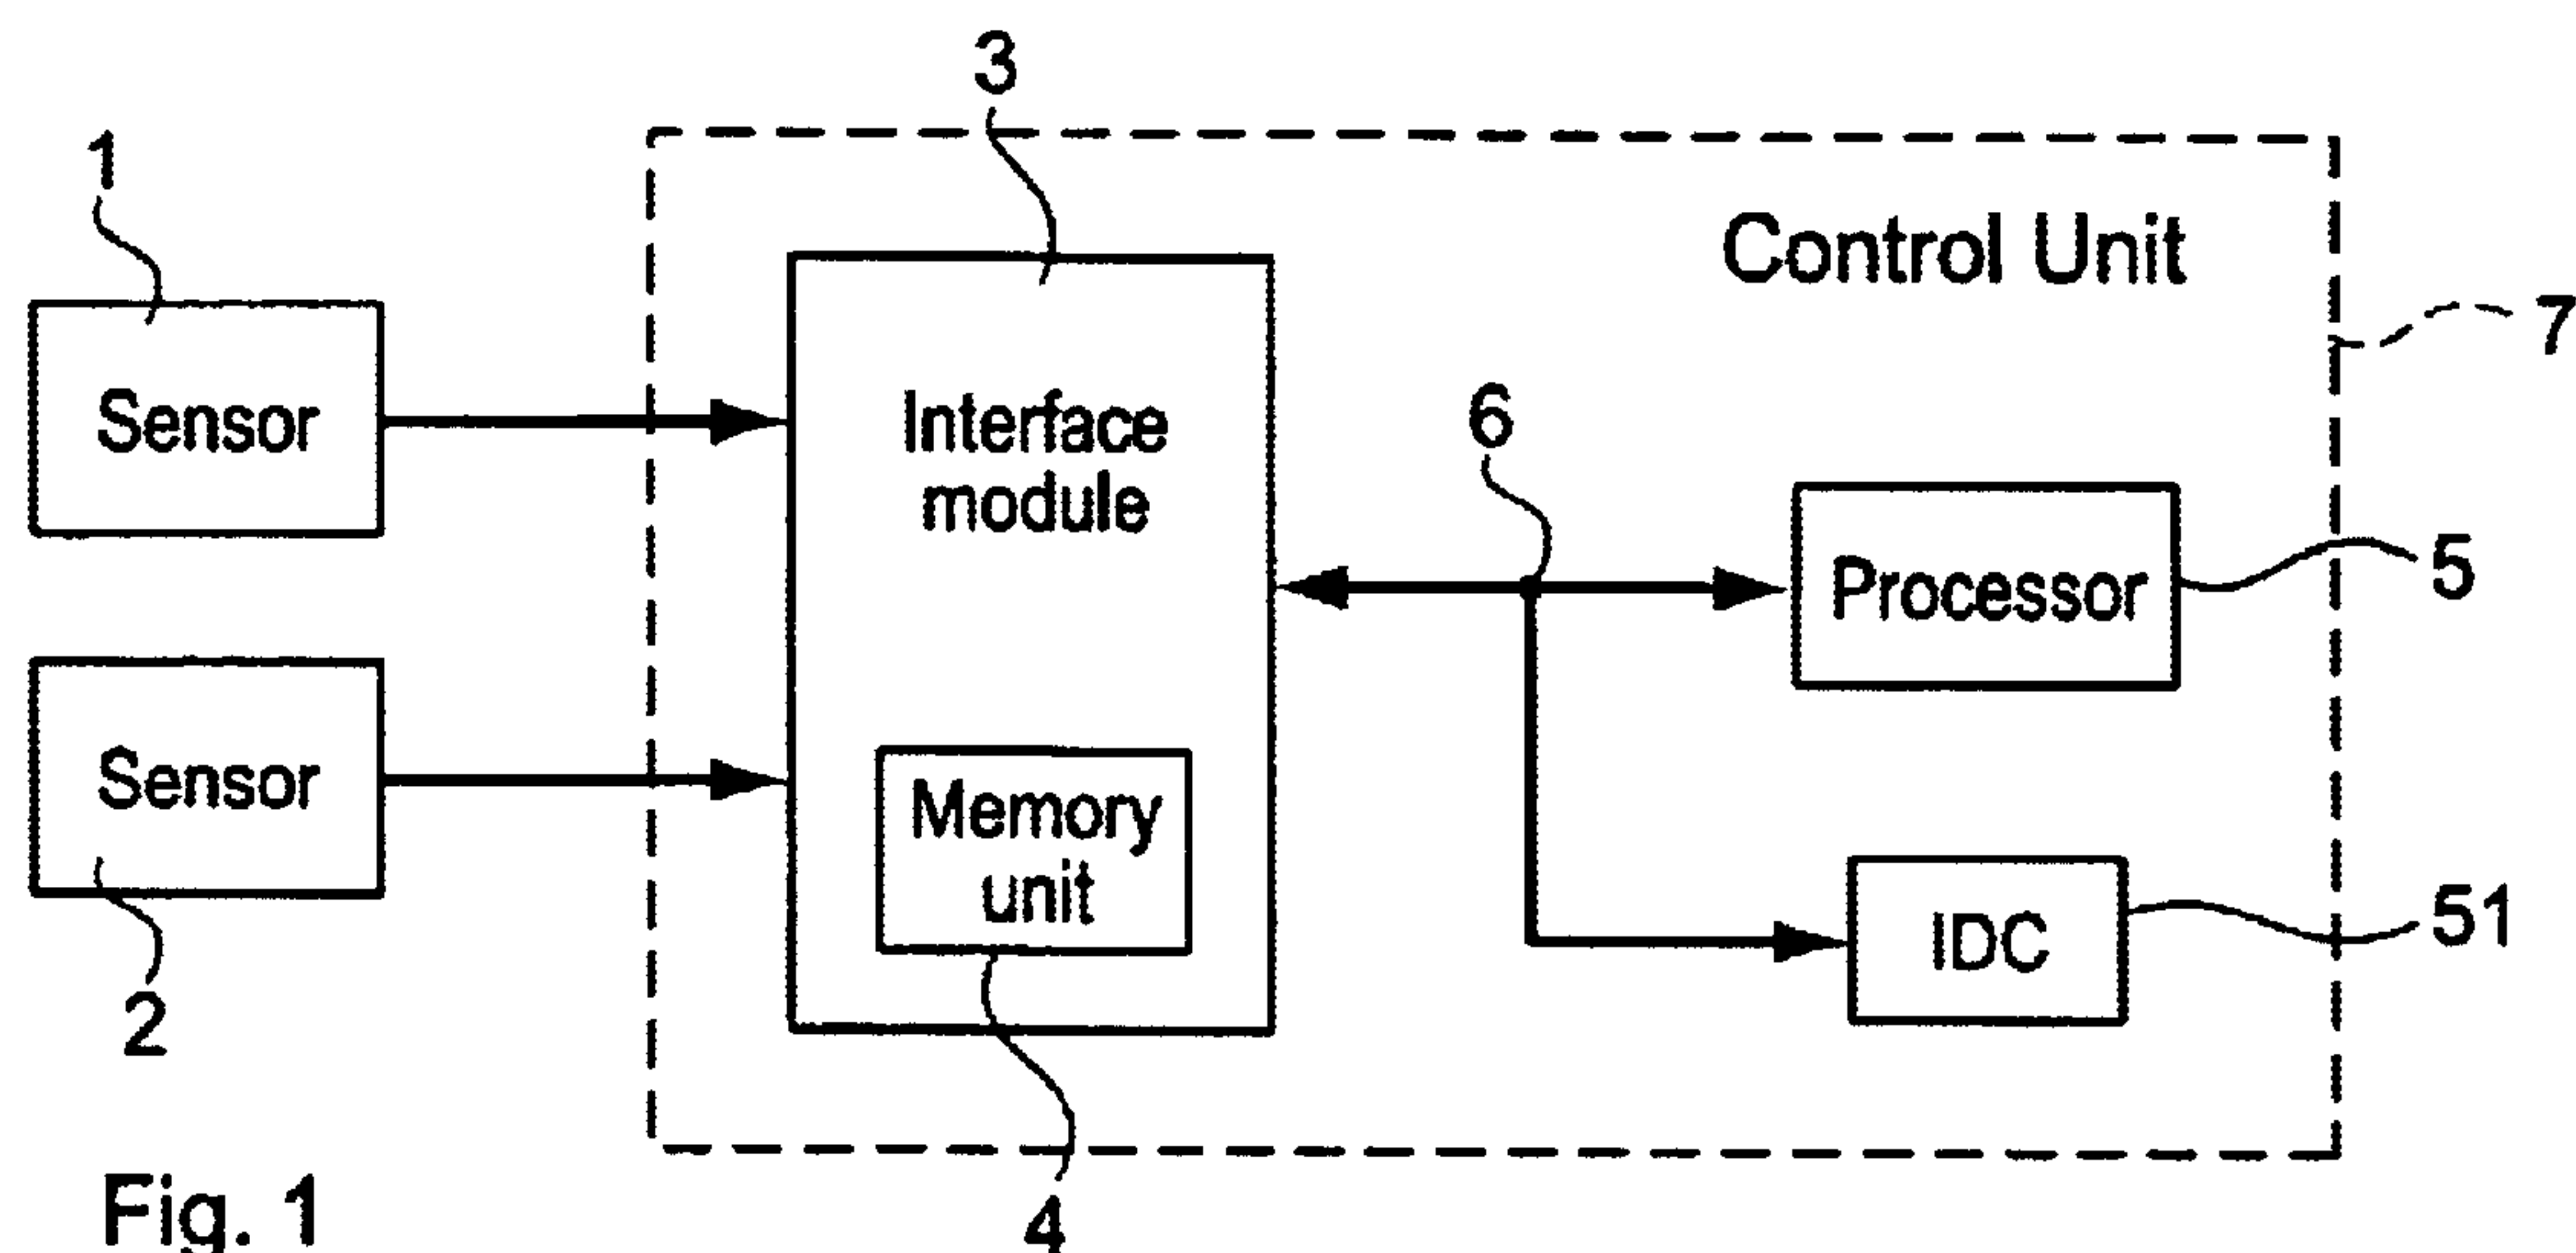 3
1
Control Unit
7
Sensor
Interface
module
6
Processor
5
Sensor
Memory
unit
IDC
51
2
4
Fig. 1